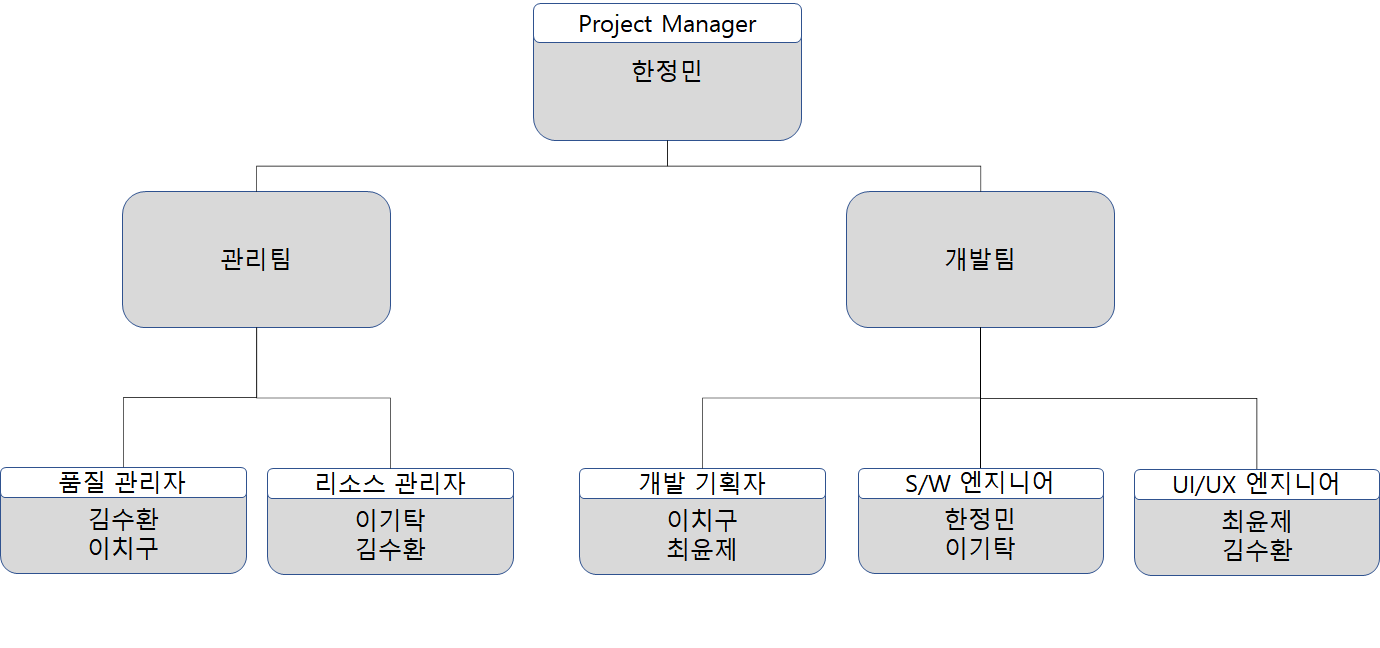 Project Manager
한정민
관리팀
개발팀
품질 관리자
김수환
이치구
리소스 관리자
이기탁
김수환
개발 기획자
이치구
최윤제
S/W 엔지니어
한정민
이기탁
UI/UX 엔지니어
최윤제
김수환